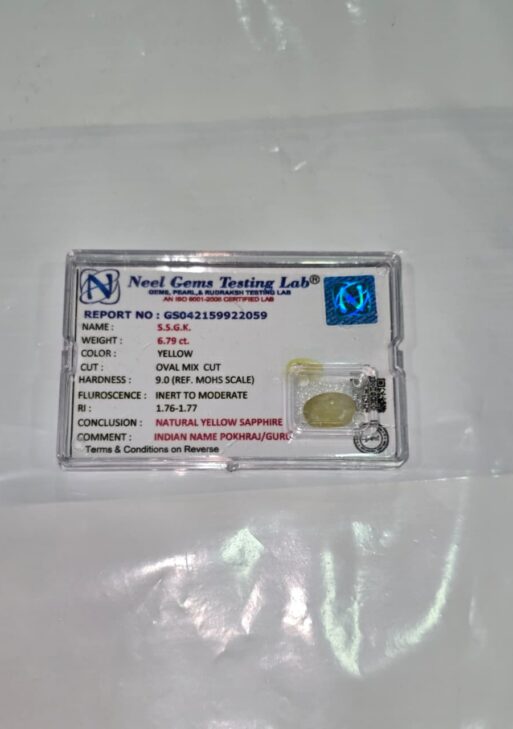 N
Neel Gems Testing Lab®
GEMS, PEARL, & RUDRAKSH TESTING LAB
AN ISO 9001-2008 CERTIFIED LAB
N
REPORT NO : GS042159922059
NAME : S.S.G.K.
WEIGHT : 6.79 ct.
COLOR : YELLOW
CUT : OVAL MIX CUT
HARDNESS : 9.0 (REF. MOHS SCALE)
FLUROSCENCE : INERT TO MODERATE
RI : 1.76-1.77
CONCLUSION : NATURAL YELLOW SAPPHIRE
COMMENT : INDIAN NAME POKHRAJ/GURU
Terms & Conditions on Reverse